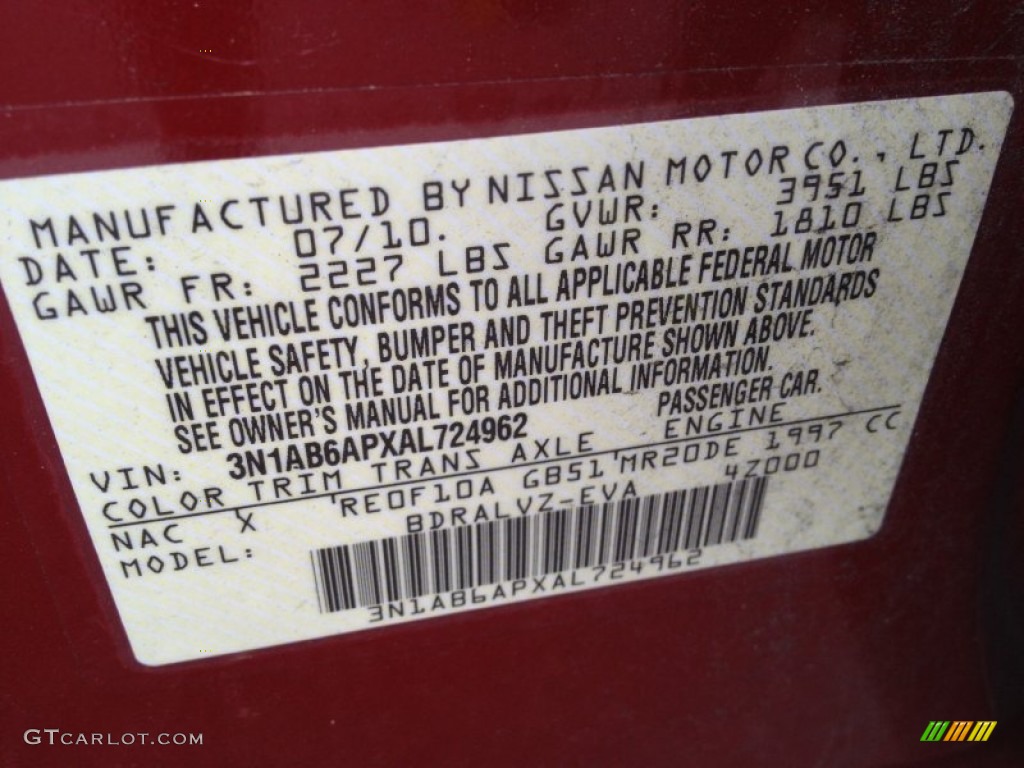 MANUFACTURED BY NISSAN MOTOR CO., LTD.
DATE: 07/10. GVWR: 3951 LBS
GAWR FR: 2227 LBS GAWR RR: 1810 LBS
THIS VEHICLE CONFORMS TO ALL APPLICABLE FEDERAL MOTOR
VEHICLE SAFETY, BUMPER AND THEFT PREVENTION STANDARDS
IN EFFECT ON THE DATE OF MANUFACTURE SHOWN ABOVE.
SEE OWNER'S MANUAL FOR ADDITIONAL INFORMATION.
VIN: 3N1AB6APXAL724962 PASSENGER CAR.
COLOR TRIM TRANS AXLE ENGINE
NAC X 'RE0F10A GB51'MR20DE 1997 CC
MODEL: BDRALVZ-EVA 4Z000
3N1AB6APXAL724962
GTCARLOT.COM